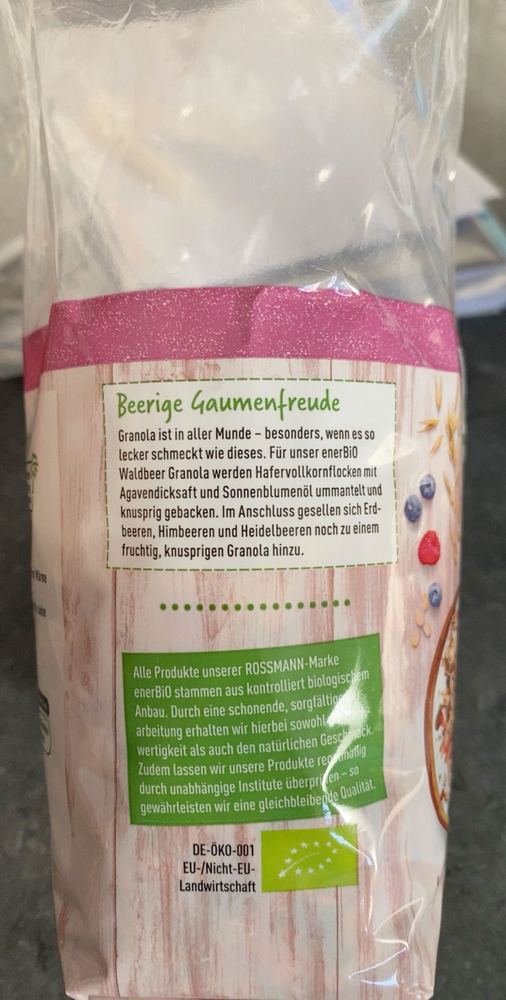 Beerige Gaumenfreude
Granola ist in aller Munde – besonders, wenn es so
lecker schmeckt wie dieses. Für unser enerBiO
Waldbeer Granola werden Hafervollkornflocken mit
Agavendicksaft und Sonnenblumenöl ummantelt und
knusprig gebacken. Im Anschluss gesellen sich Erd-
beeren, Himbeeren und Heidelbeeren noch zu einem
fruchtig, knusprigen Granola hinzu.
Alle Produkte unserer ROSSMANN-Marke
enerBiO stammen aus kontrolliert biologischem
Anbau. Durch eine schonende, sorgfältige
arbeitung erhalten wir hierbei sowohl
wertigkeit als auch den natürlichen Geschmack.
Zudem lassen wir unsere Produkte regelmäßig
durch unabhängige Institute überprüfen – so
gewährleisten wir eine gleichbleibende Qualität.
DE-ÖKO-001
EU-/Nicht-EU-
Landwirtschaft